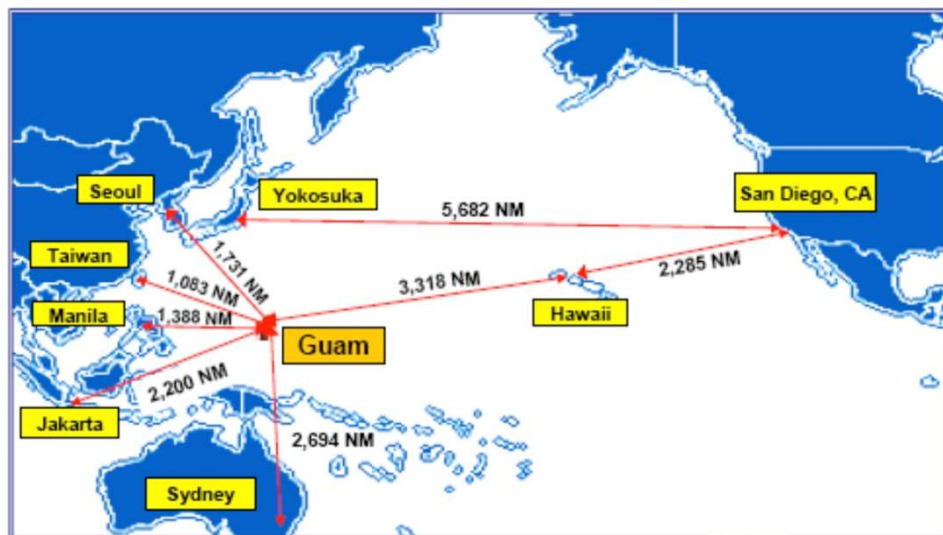 Seoul
Yokosuka
San Diego, CA
5,682 NM
Taiwan
1,731 NM
1,083 NM
2,285 NM
3,318 NM
Manila
1,388 NM
Hawaii
Guam
2,200 NM
Jakarta
2,694 NM
Sydney